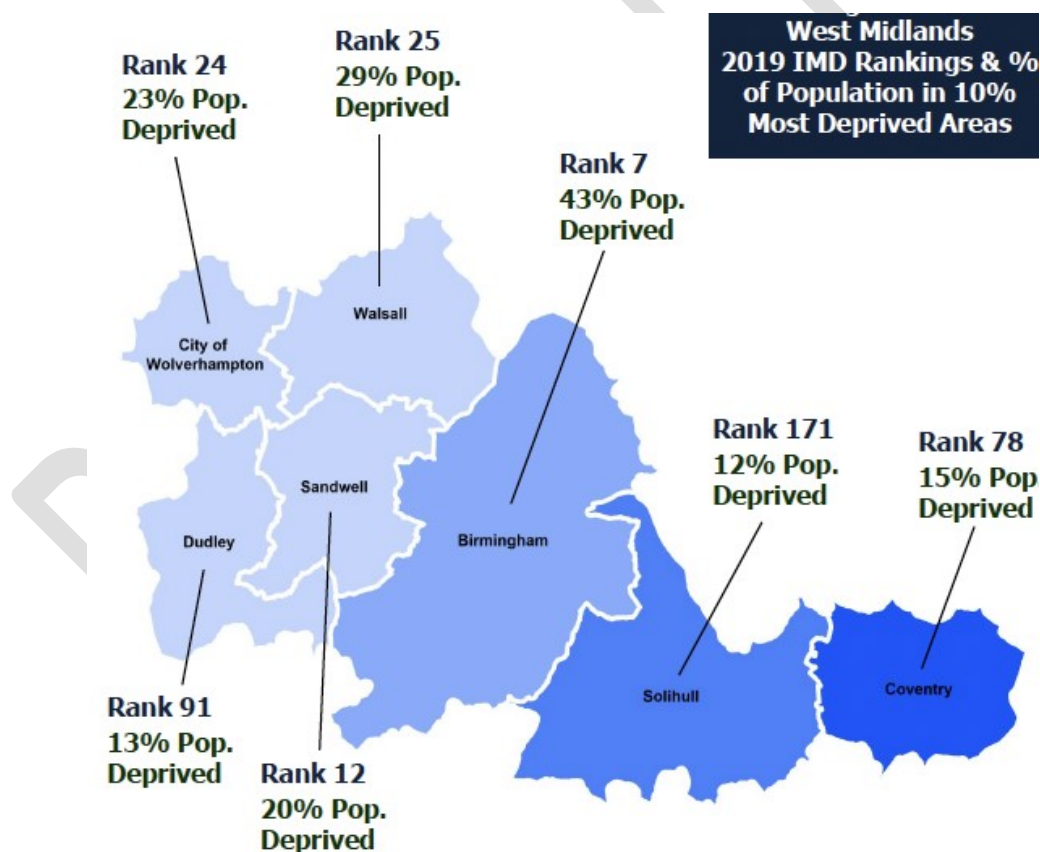 West Midlands
2019 IMD Rankings & %
of Population in 10%
Most Deprived Areas
Rank 24
23% Pop.
Deprived
Rank 25
29% Pop.
Deprived
Rank 7
43% Pop.
Deprived
Walsall
City of
Wolverhampton
Rank 171
12% Pop.
Deprived
Rank 78
15% Pop.
Deprived
Sandwell
Dudley
Birmingham
Solihull
Coventry
Rank 91
13% Pop.
Deprived
Rank 12
20% Pop.
Deprived